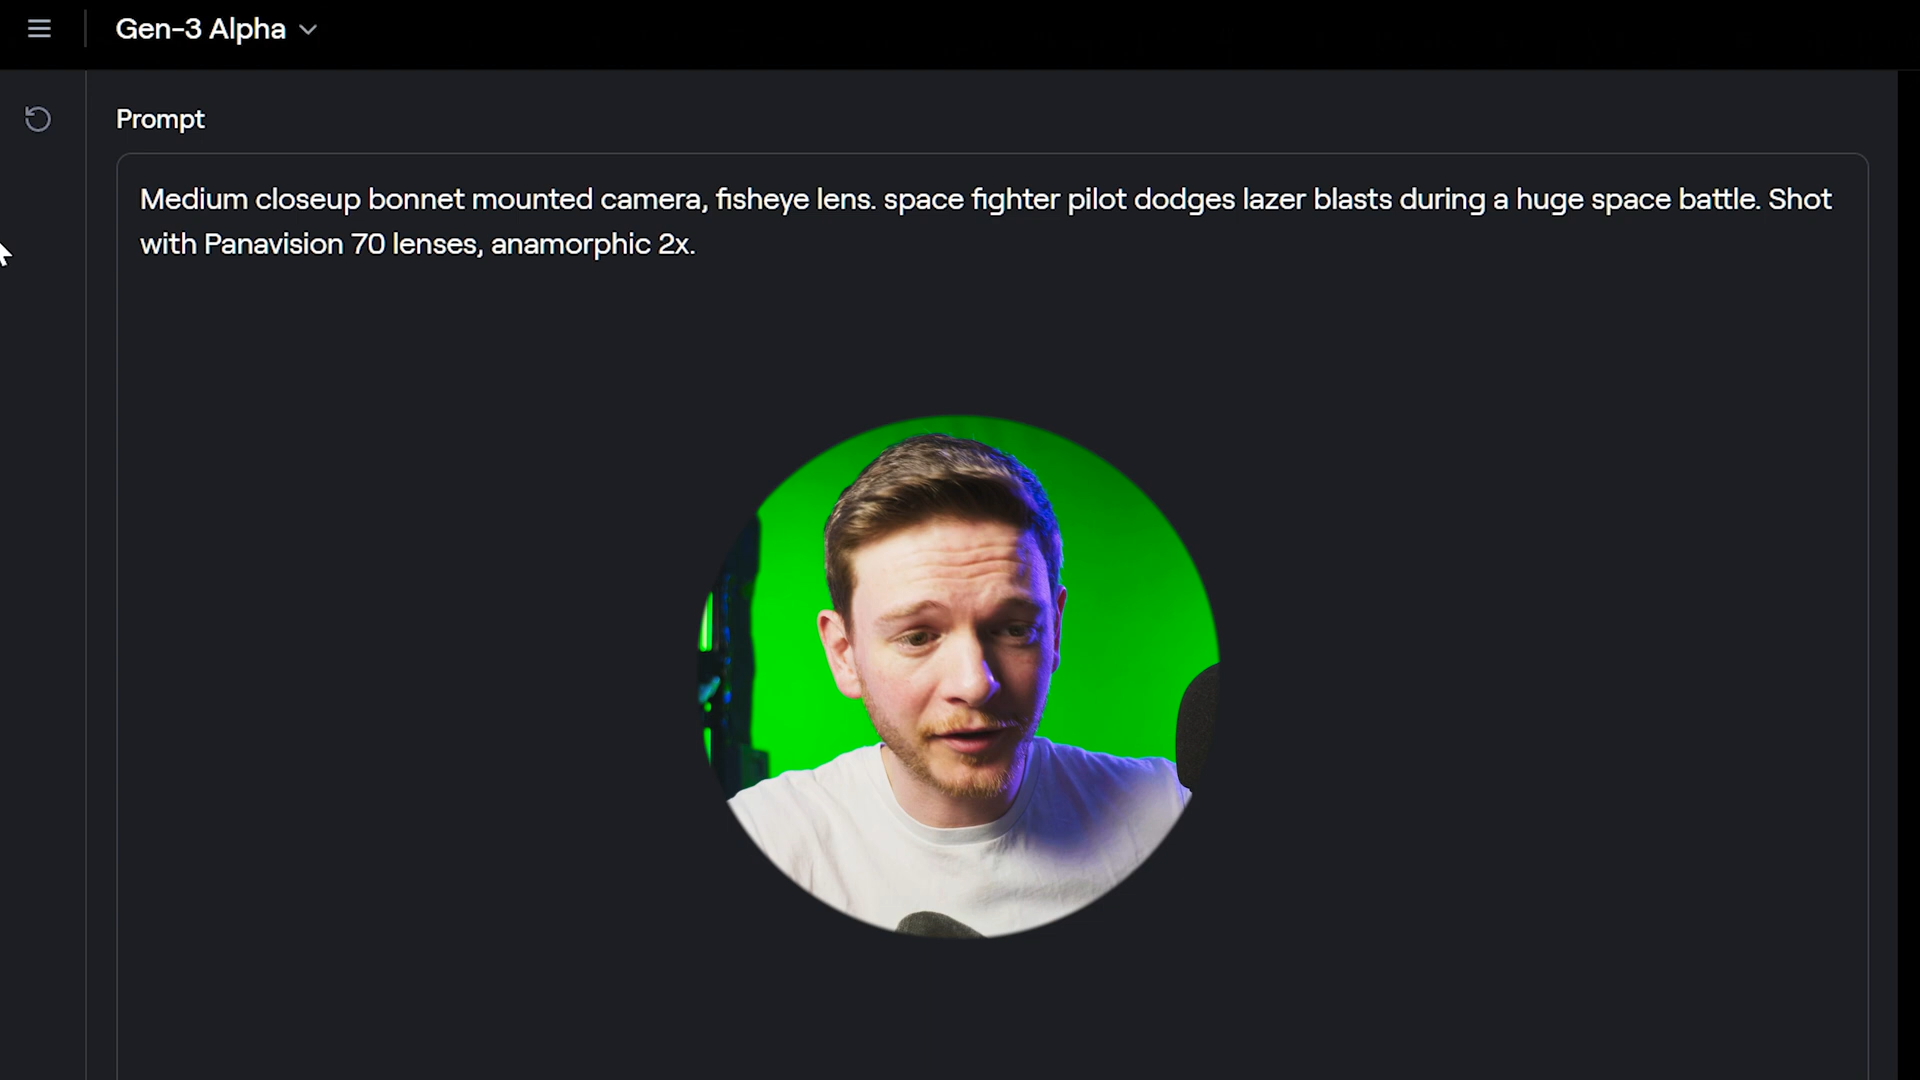 Gen-3 Alpha
Prompt
Medium closeup bonnet mounted camera, fisheye lens. space fighter pilot dodges lazer blasts during a huge space battle. Shot
with Panavision 70 lenses, anamorphic 2x.